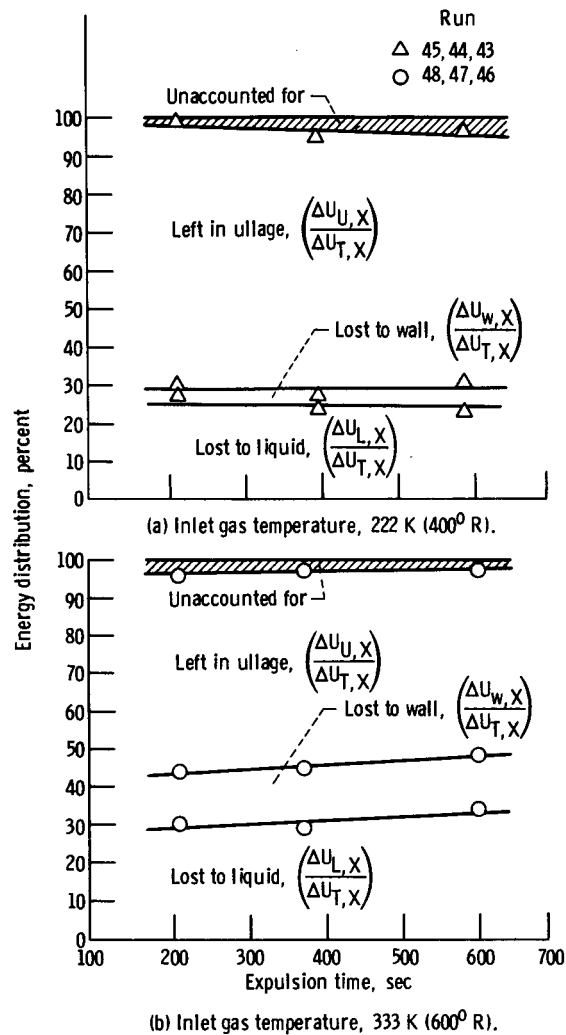 Run
△ 45, 44, 43
○ 48, 47, 46
Unaccounted for
100
90
80
70
60
50
40
30
20
10
0
Left in ullage, (ΔU_U,X / ΔU_T,X)
Lost to wall, (ΔU_w,X / ΔU_T,X)
Lost to liquid, (ΔU_L,X / ΔU_T,X)
(a) Inlet gas temperature, 222 K (400° R).
Energy distribution, percent
100
90
80
70
60
50
40
30
20
10
0
Unaccounted for
Left in ullage, (ΔU_U,X / ΔU_T,X)
Lost to wall, (ΔU_w,X / ΔU_T,X)
Lost to liquid, (ΔU_L,X / ΔU_T,X)
100 200 300 400 500 600 700
Expulsion time, sec
(b) Inlet gas temperature, 333 K (600° R).